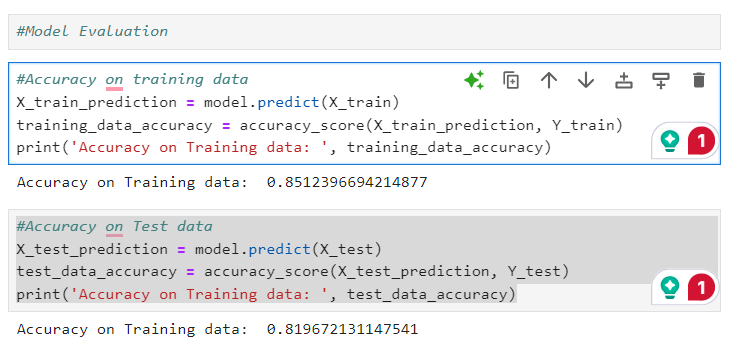 #Model Evaluation
#Accuracy on training data
X_train_prediction = model.predict(X_train)
training_data_accuracy = accuracy_score(X_train_prediction, Y_train)
print('Accuracy on Training data: ', training_data_accuracy)
1
Accuracy on Training data:  0.8512396694214877
#Accuracy on Test data
X_test_prediction = model.predict(X_test)
test_data_accuracy = accuracy_score(X_test_prediction, Y_test)
print('Accuracy on Training data: ', test_data_accuracy)
1
Accuracy on Training data:  0.819672131147541